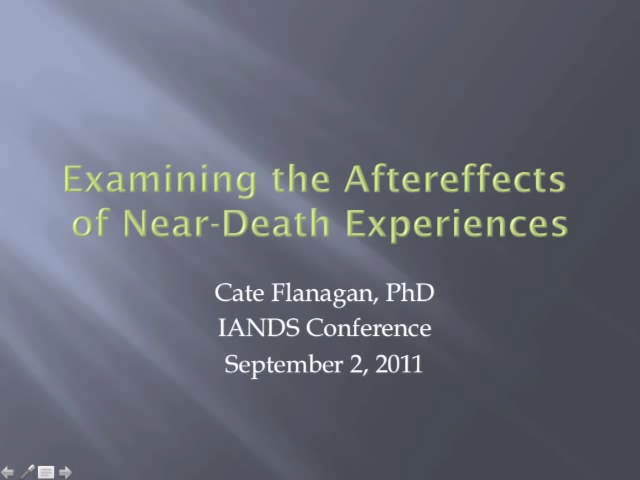 Examining the Aftereffects
of Near-Death Experiences
Cate Flanagan, PhD
IANDS Conference
September 2, 2011